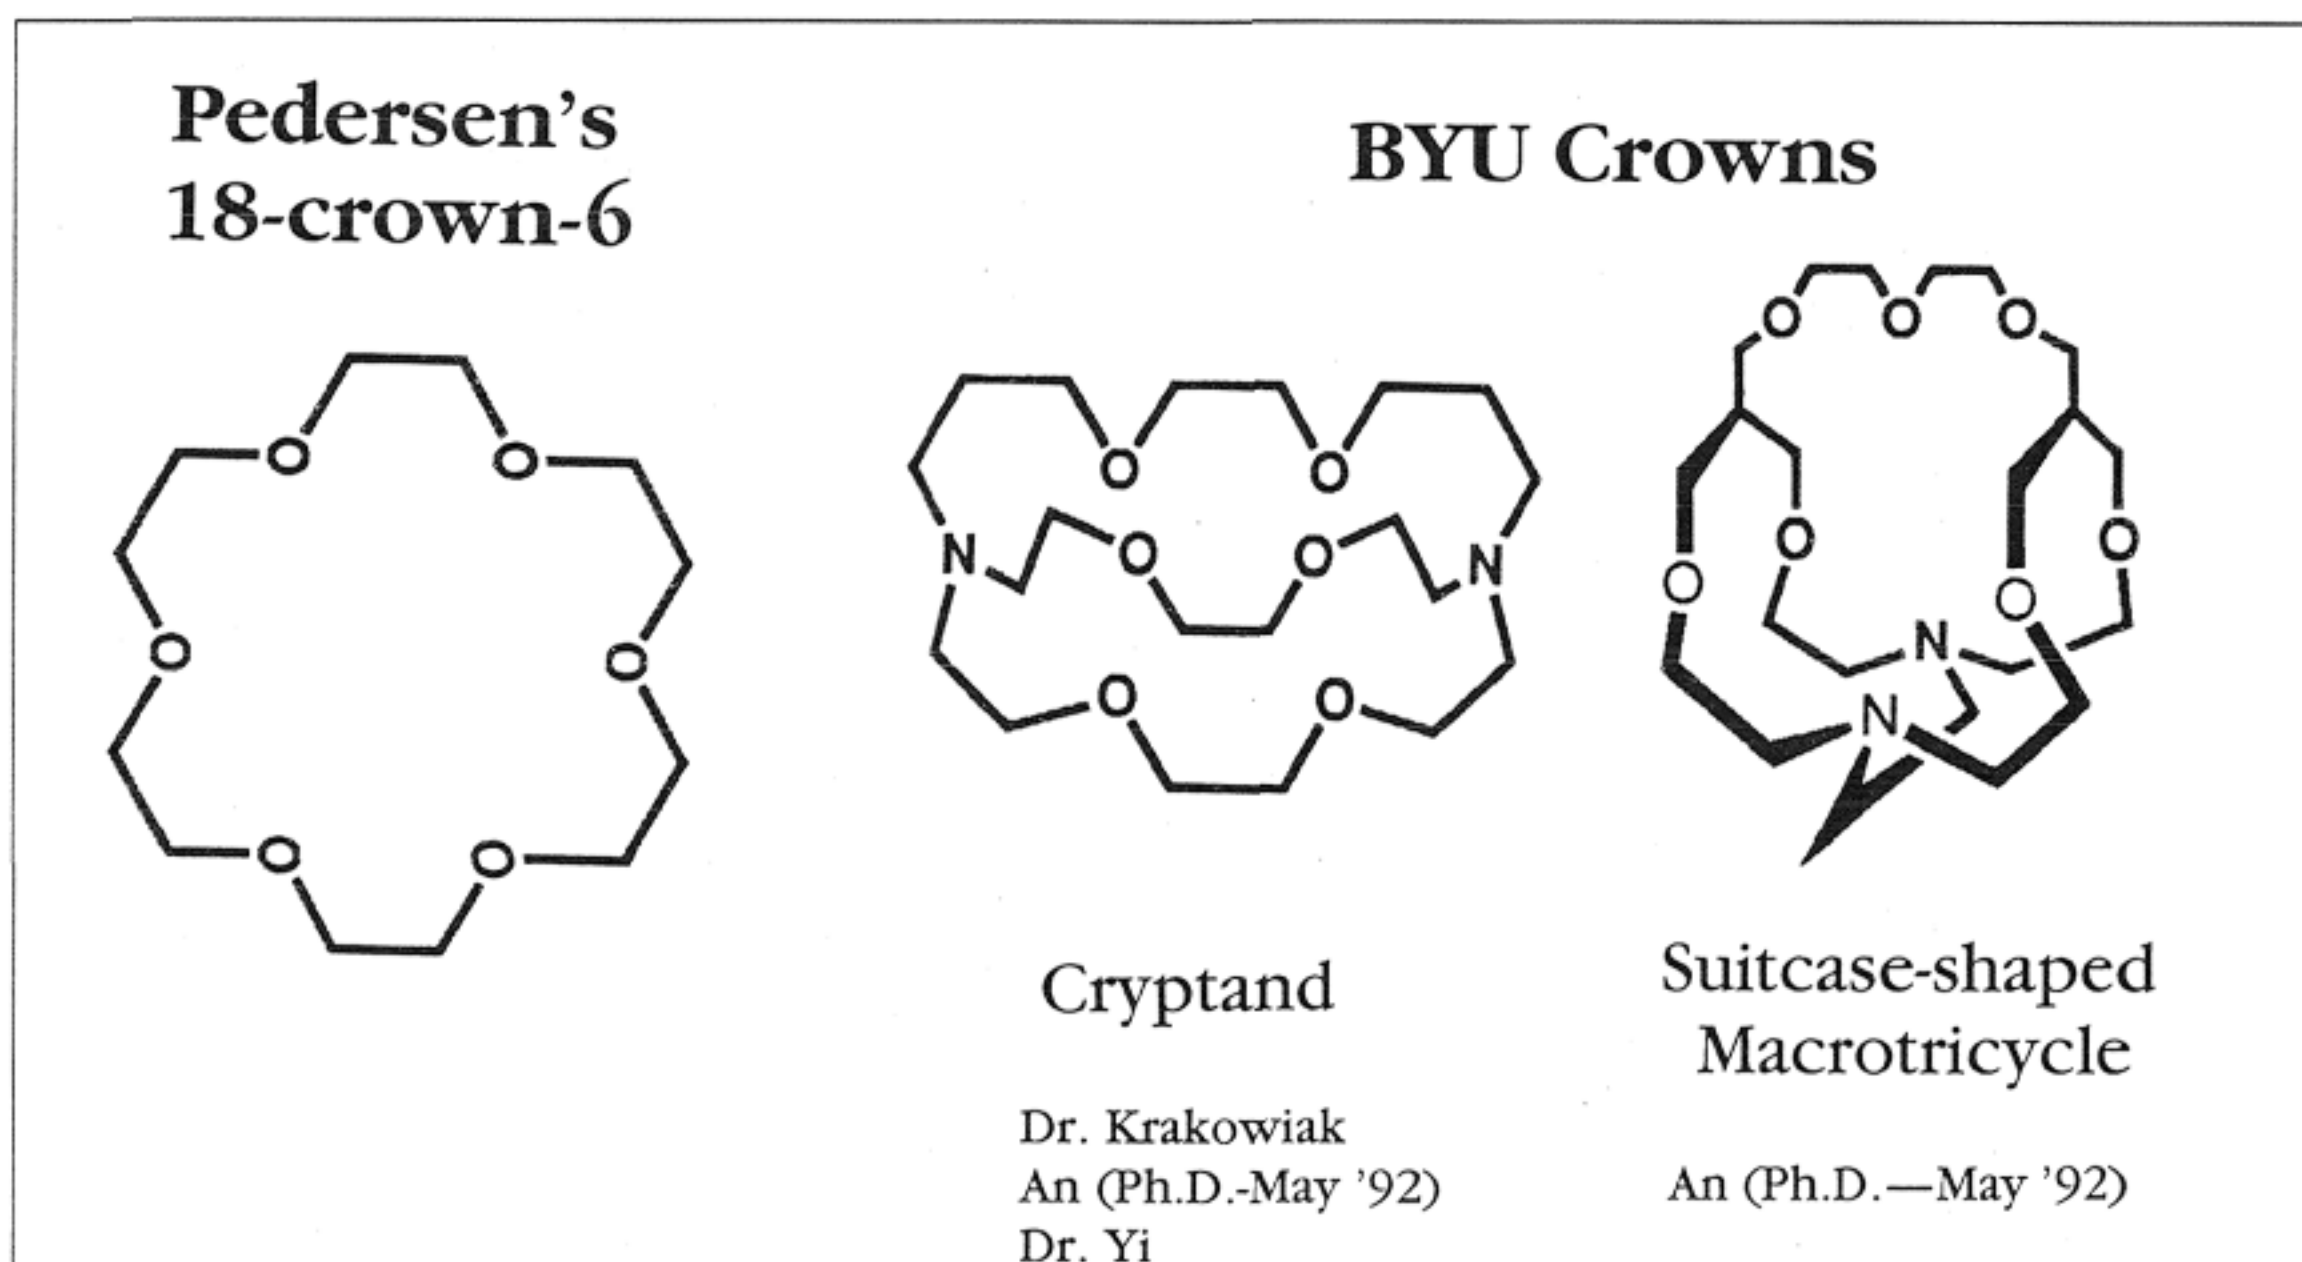 Pedersen's
18-crown-6
BYU Crowns
O O O
O O
O O
O O
O O
N O O N
O O
O O
O O
O O
N
N
Cryptand
Suitcase-shaped
Macrotricycle
Dr. Krakowiak
An (Ph.D.-May '92)
Dr. Yi
An (Ph.D.—May '92)